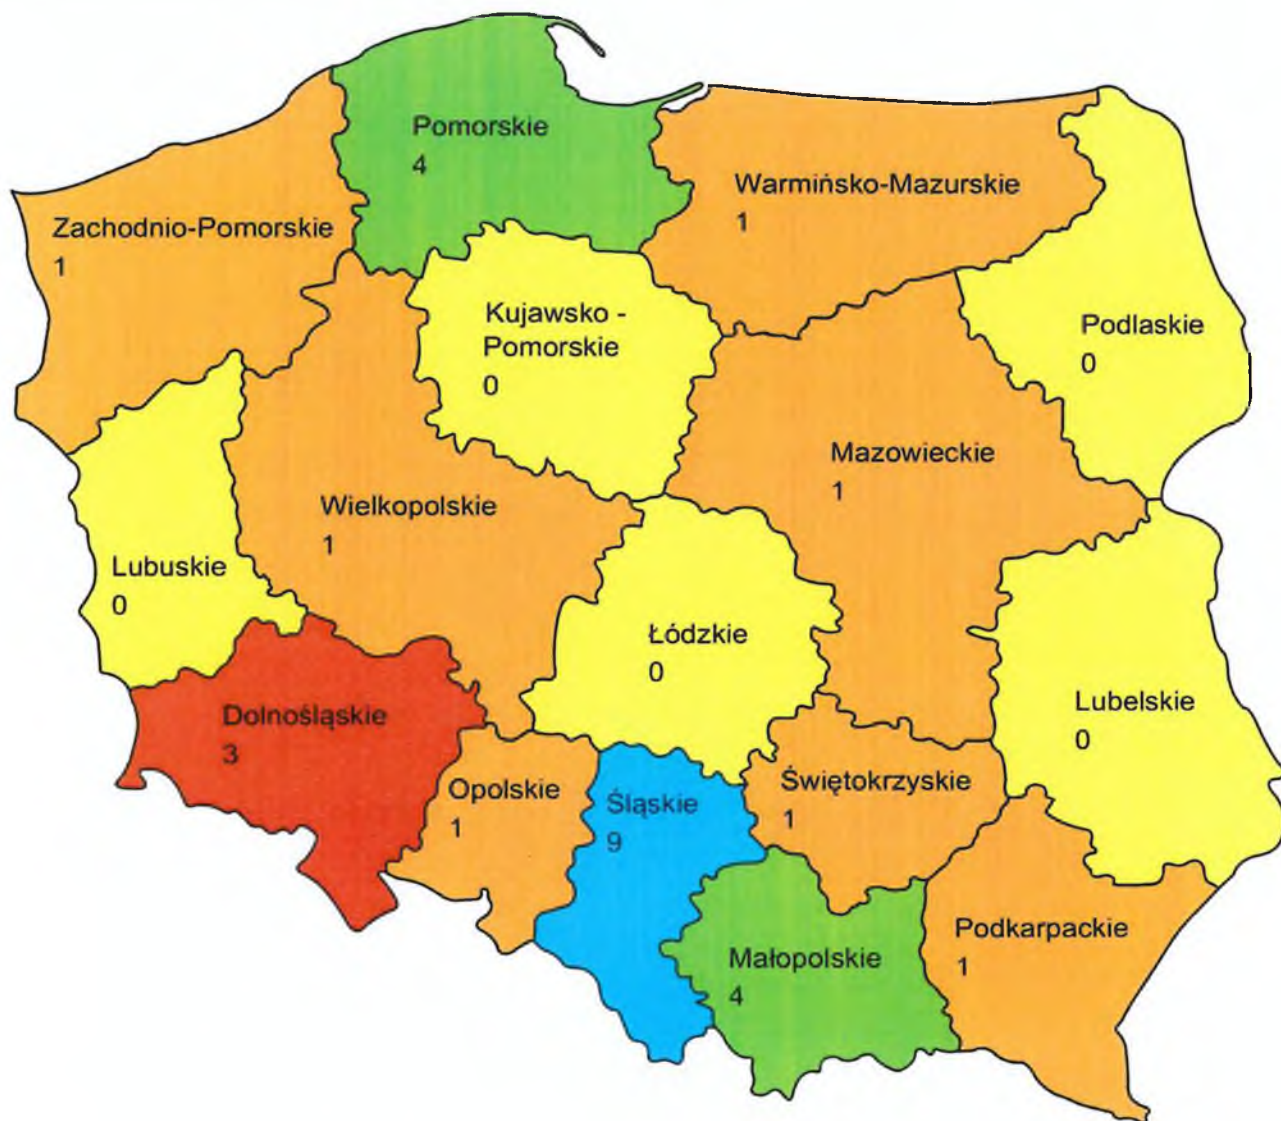 Pomorskie
4
Warmińsko-Mazurskie
1
Zachodnio-Pomorskie
1
Kujawsko -
Pomorskie
0
Podlaskie
0
Mazowieckie
1
Wielkopolskie
1
Lubuskie
0
Łódzkie
0
Lubelskie
0
Dolnośląskie
3
Opolskie
1
Śląskie
9
Świętokrzyskie
1
Małopolskie
4
Podkarpackie
1